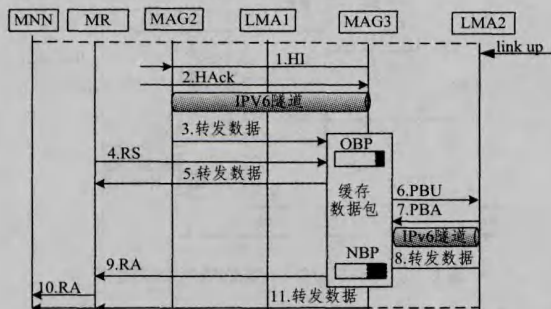 MNN MR MAG2 LMA1 MAG3 LMA2
link up
1.HI
2.HAck
IPV6隧道
3.转发数据
OBP
4.RS
5.转发数据
缓存
数据包
6.PBU
7.PBA
IPv6隧道
NBP
8.转发数据
9.RA
10.RA
11.转发数据